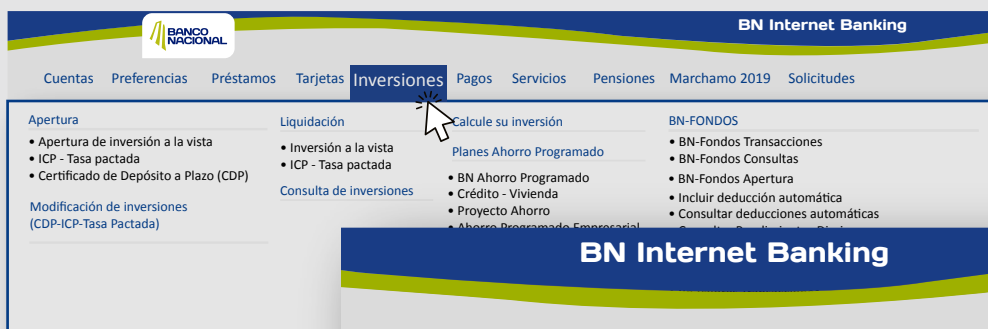 BANCO
NACIONAL
BN Internet Banking
Cuentas Preferencias Préstamos Tarjetas Inversiones Pagos Servicios Pensiones Marchamo 2019 Solicitudes
Apertura
• Apertura de inversión a la vista
• ICP - Tasa pactada
• Certificado de Depósito a Plazo (CDP)
Modificación de inversiones
(CDP-ICP-Tasa Pactada)
Liquidación
• Inversión a la vista
• ICP - Tasa pactada
Consulta de inversiones
Calcule su inversión
Planes Ahorro Programado
• BN Ahorro Programado
• Crédito - Vivienda
• Proyecto Ahorro
• Ahorro Programado Empresarial
BN-FONDOS
• BN-Fondos Transacciones
• BN-Fondos Consultas
• BN-Fondos Apertura
• Incluir deducción automática
• Consultar deducciones automáticas
BN Internet Banking